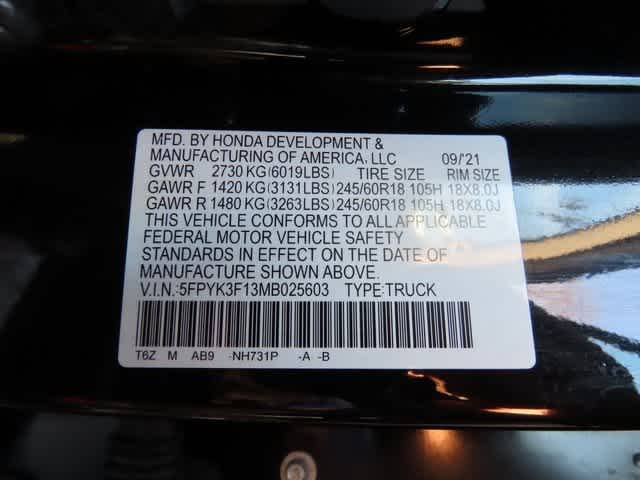 MFD. BY HONDA DEVELOPMENT &
MANUFACTURING OF AMERICA, LLC 09/'21
GVWR 2730 KG(6019LBS) TIRE SIZE RIM SIZE
GAWR F 1420 KG(3131LBS) 245/60R18 105H 18X8.0J
GAWR R 1480 KG(3263LBS) 245/60R18 105H 18X8.0J
THIS VEHICLE CONFORMS TO ALL APPLICABLE
FEDERAL MOTOR VEHICLE SAFETY
STANDARDS IN EFFECT ON THE DATE OF
MANUFACTURE SHOWN ABOVE.
V.I.N.:5FPYK3F13MB025603 TYPE:TRUCK
T6Z M AB9 -NH731P -A -B